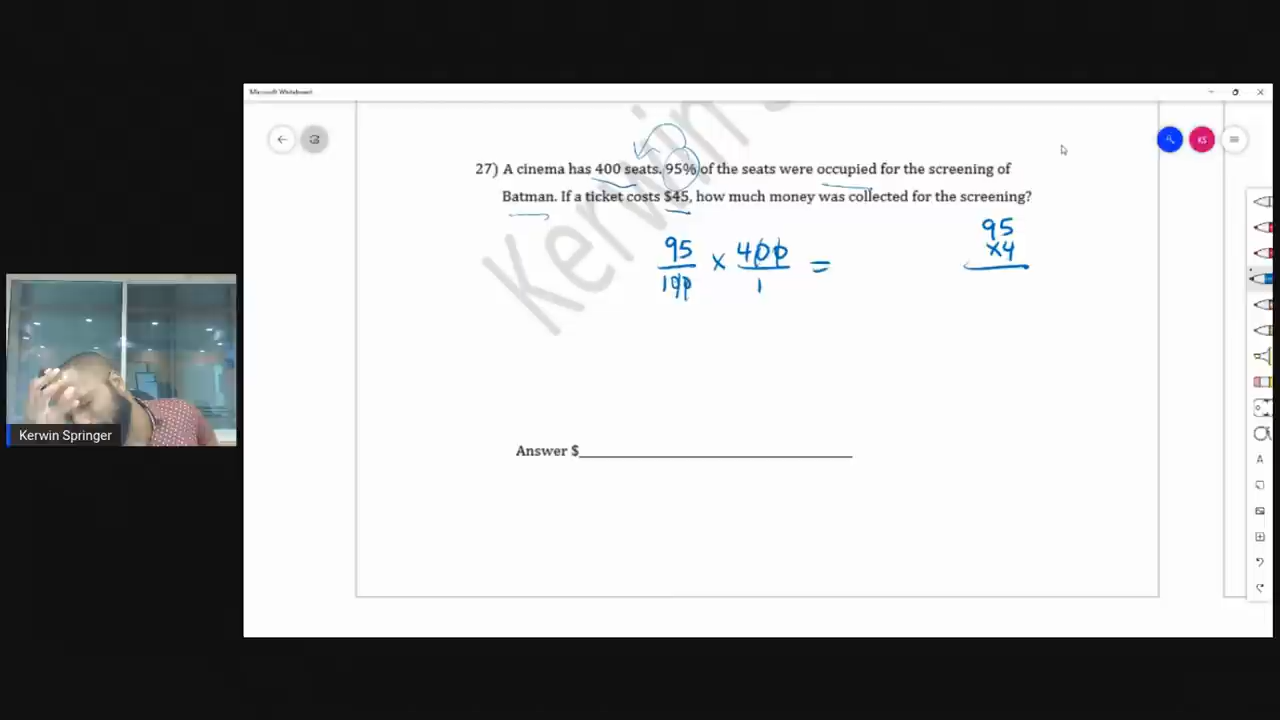 Microsoft Whiteboard
Kerwin S
27) A cinema has 400 seats. 95% of the seats were occupied for the screening of
Batman. If a ticket costs $45, how much money was collected for the screening?
95/100 × 400/1 =
95
×4
Answer $
Kerwin Springer
KS
A